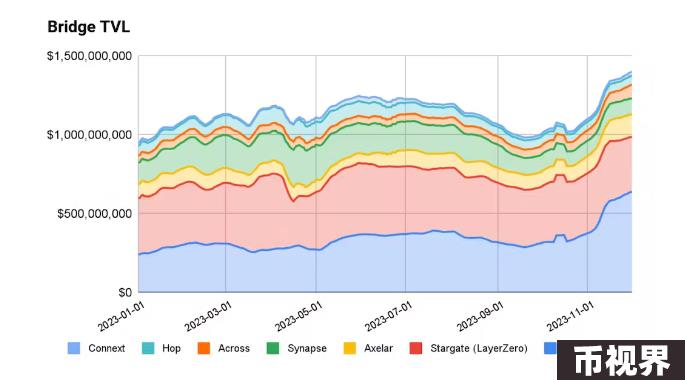 Bridge TVL
$1,500,000,000
$1,000,000,000
$500,000,000
$0
2023-01-01
2023-03-01
2023-05-01
2023-07-01
2023-09-01
2023-11-01
Connext
Hop
Across
Synapse
Axelar
Stargate (LayerZero)
币视界